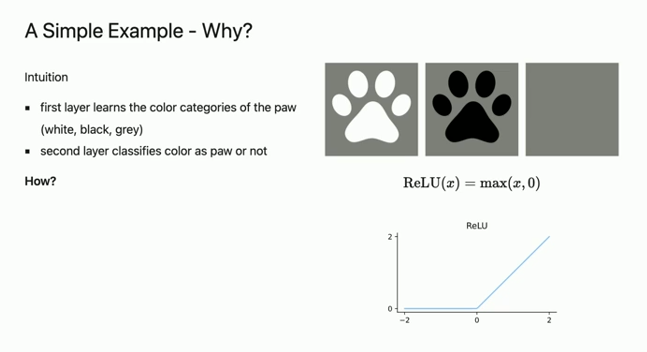 A Simple Example - Why?
Intuition
▪ first layer learns the color categories of the paw
(white, black, grey)
▪ second layer classifies color as paw or not
How?
ReLU(x) = max(x, 0)
ReLU
2
0
−2 0 2